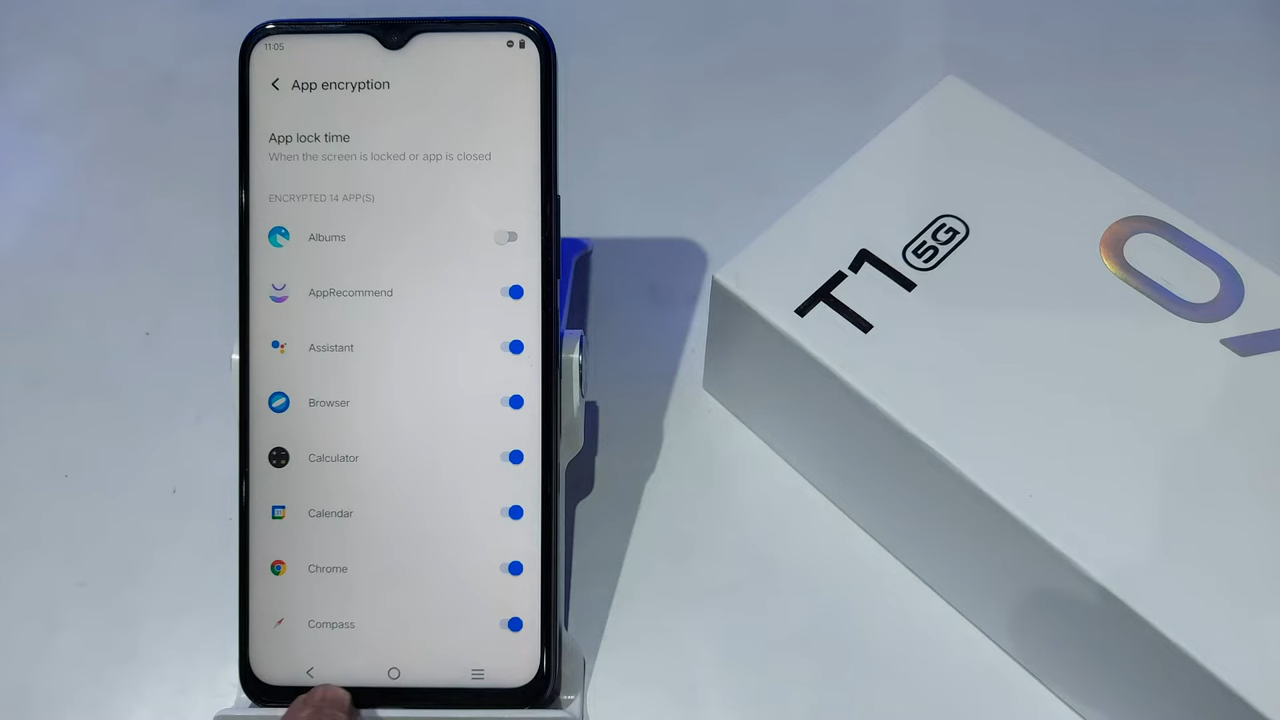 11:05
App encryption
App lock time
When the screen is locked or app is closed
ENCRYPTED 14 APP(S)
Albums
AppRecommend
Assistant
Browser
Calculator
Calendar
Chrome
Compass
T1 5G